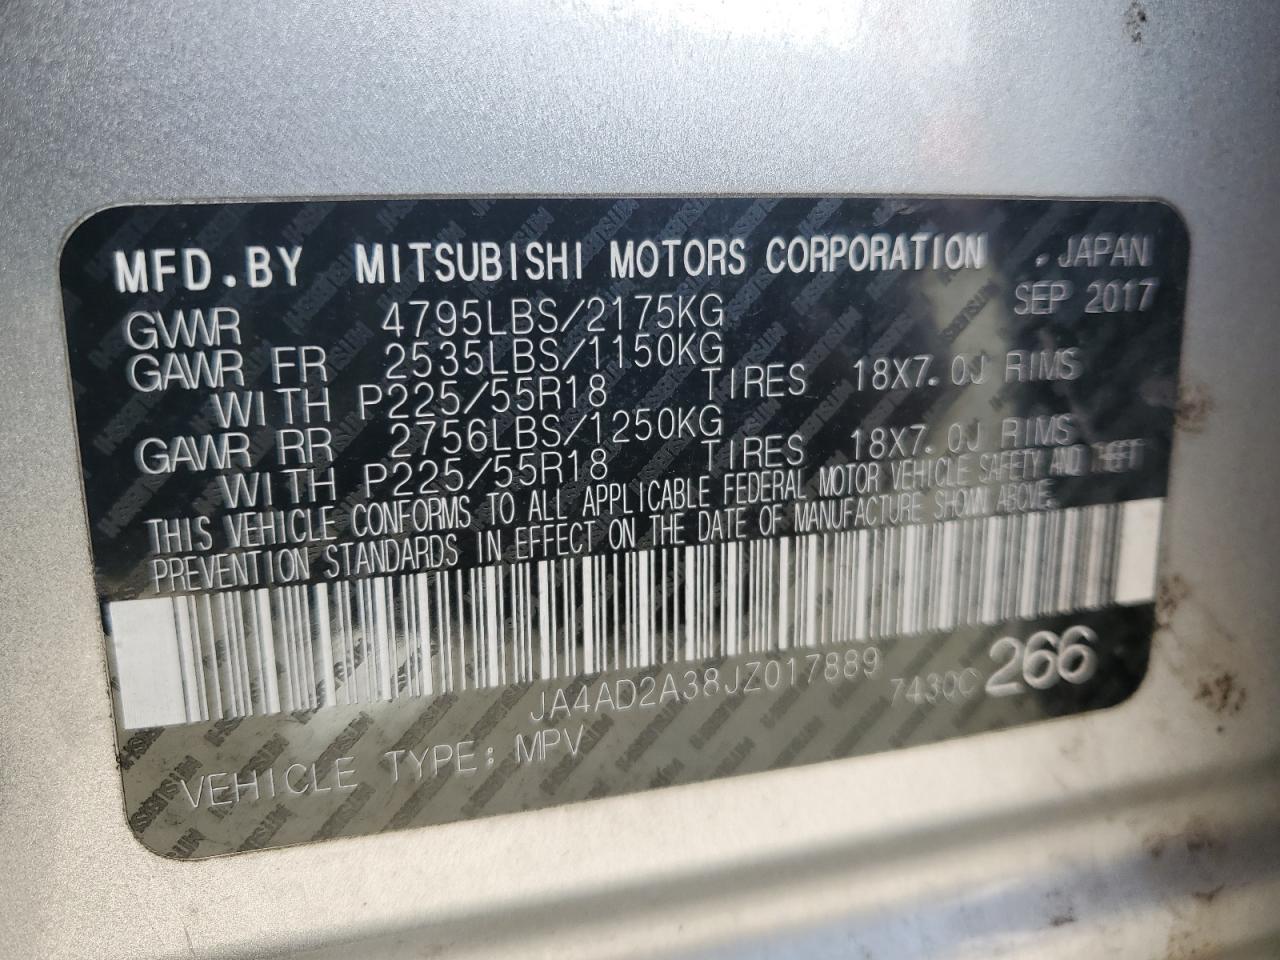 MFD.BY MITSUBISHI MOTORS CORPORATION . JAPAN
GVWR 4795LBS/2175KG SEP 2017
GAWR FR 2535LBS/1150KG
WITH P225/55R18 TIRES 18X7.0J RIMS
GAWR RR 2756LBS/1250KG
WITH P225/55R18 TIRES 18X7.0J RIMS
THIS VEHICLE CONFORMS TO ALL APPLICABLE FEDERAL MOTOR VEHICLE SAFETY AND THEFT
PREVENTION STANDARDS IN EFFECT ON THE DATE OF MANUFACTURE SHOWN ABOVE.
JA4AD2A38JZ017889 7430C 266
VEHICLE TYPE: MPV